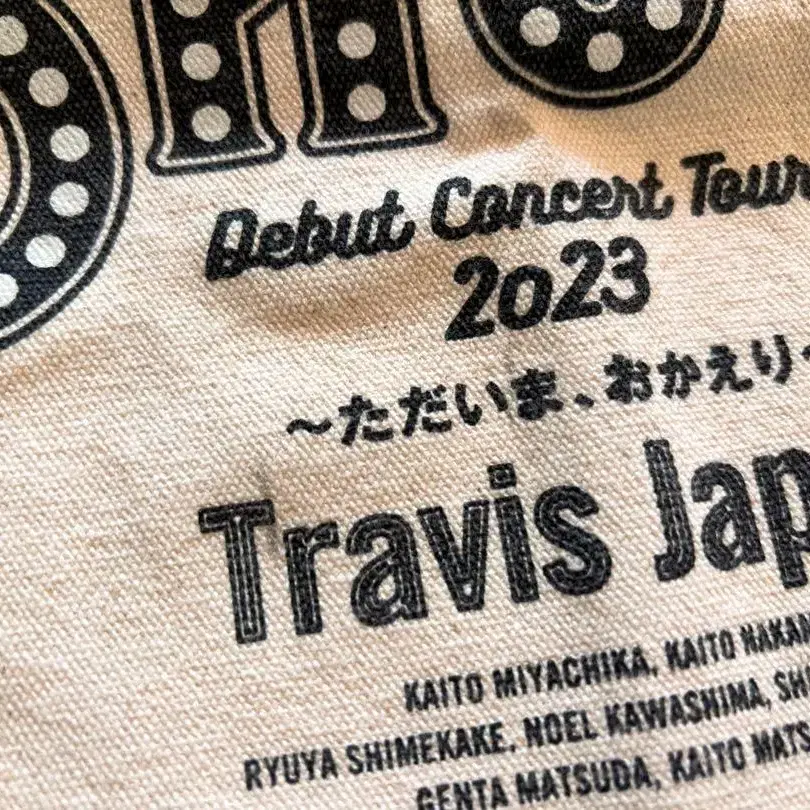 Debut Concert Tour
2023
～ただいま、おかえり～
Travis Jap
KAITO MIYACHIKA, KAITO NAKAM
RYUYA SHIMEKAKE, NOEL KAWASHIMA, SH
GENTA MATSUDA, KAITO MATS